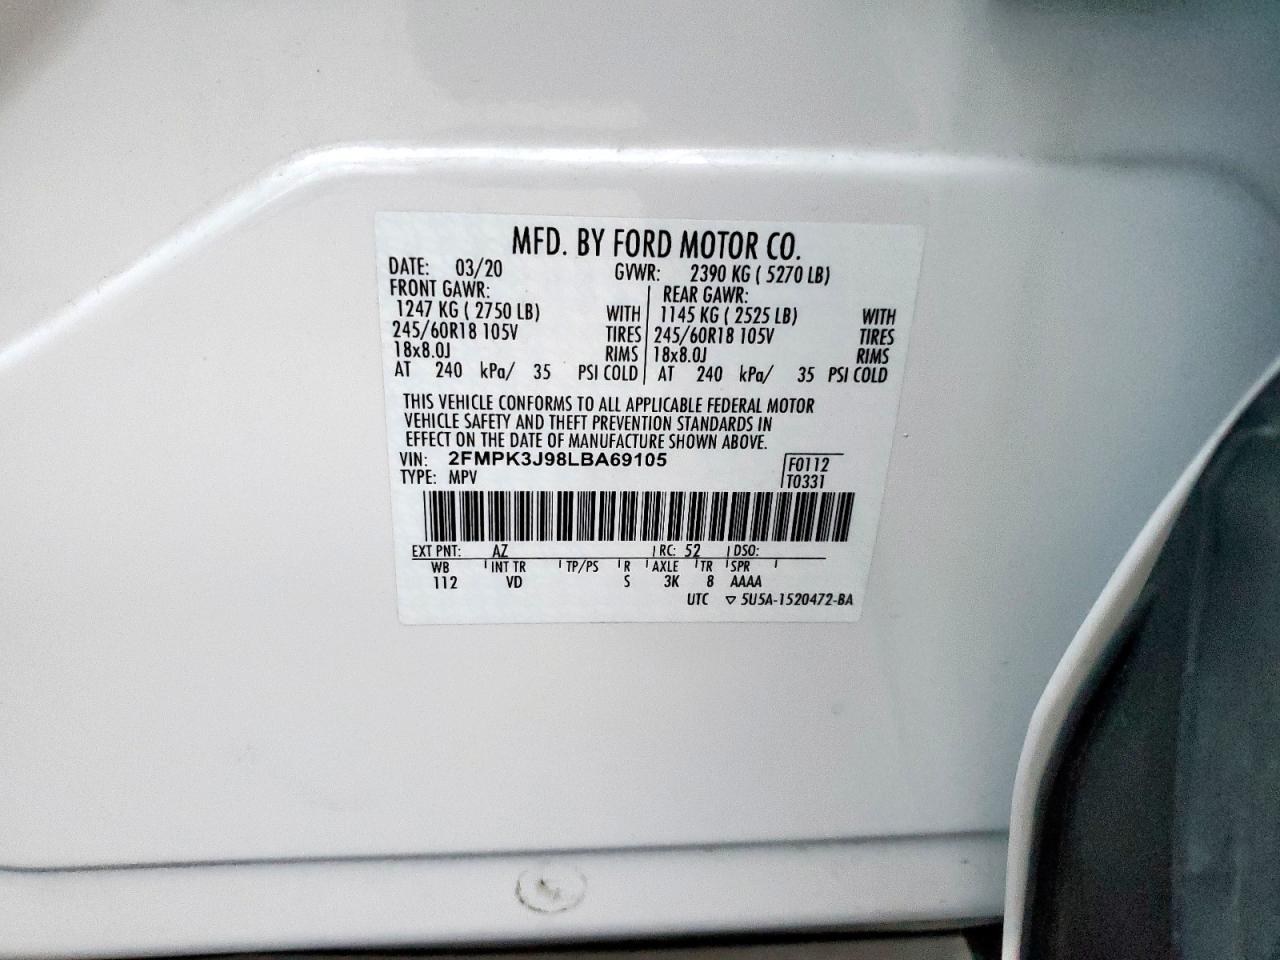 MFD. BY FORD MOTOR CO.
DATE: 03/20 GVWR: 2390 KG ( 5270 LB)
FRONT GAWR: REAR GAWR:
1247 KG ( 2750 LB) WITH 1145 KG ( 2525 LB) WITH
245/60R18 105V TIRES 245/60R18 105V TIRES
18x8.0J RIMS 18x8.0J RIMS
AT 240 kPa/ 35 PSI COLD AT 240 kPa/ 35 PSI COLD
THIS VEHICLE CONFORMS TO ALL APPLICABLE FEDERAL MOTOR
VEHICLE SAFETY AND THEFT PREVENTION STANDARDS IN
EFFECT ON THE DATE OF MANUFACTURE SHOWN ABOVE.
VIN: 2FMPK3J98LBA69105 F0112
TYPE: MPV T0331
EXT PNT: AZ RC: 52 DSO:
WB INT TR TP/PS R AXLE TR SPR
112 VD S 3K 8 AAAA
UTC ▽ 5U5A-1520472-BA